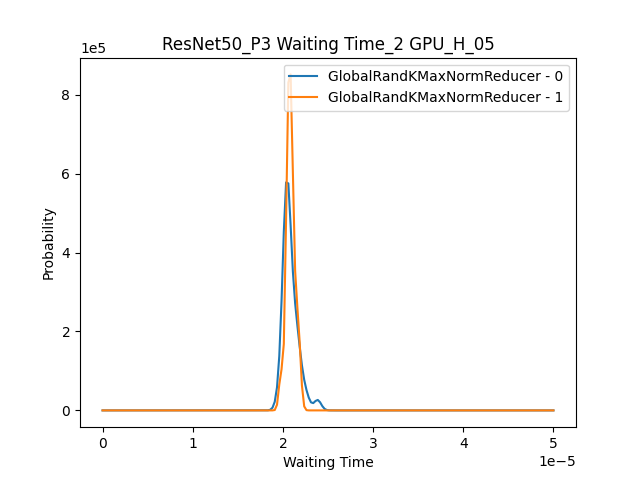 ResNet50_P3 Waiting Time_2 GPU_H_05
1e5
GlobalRandKMaxNormReducer - 0
GlobalRandKMaxNormReducer - 1
8
6
4
2
0
Probability
0 1 2 3 4 5
1e−5
Waiting Time